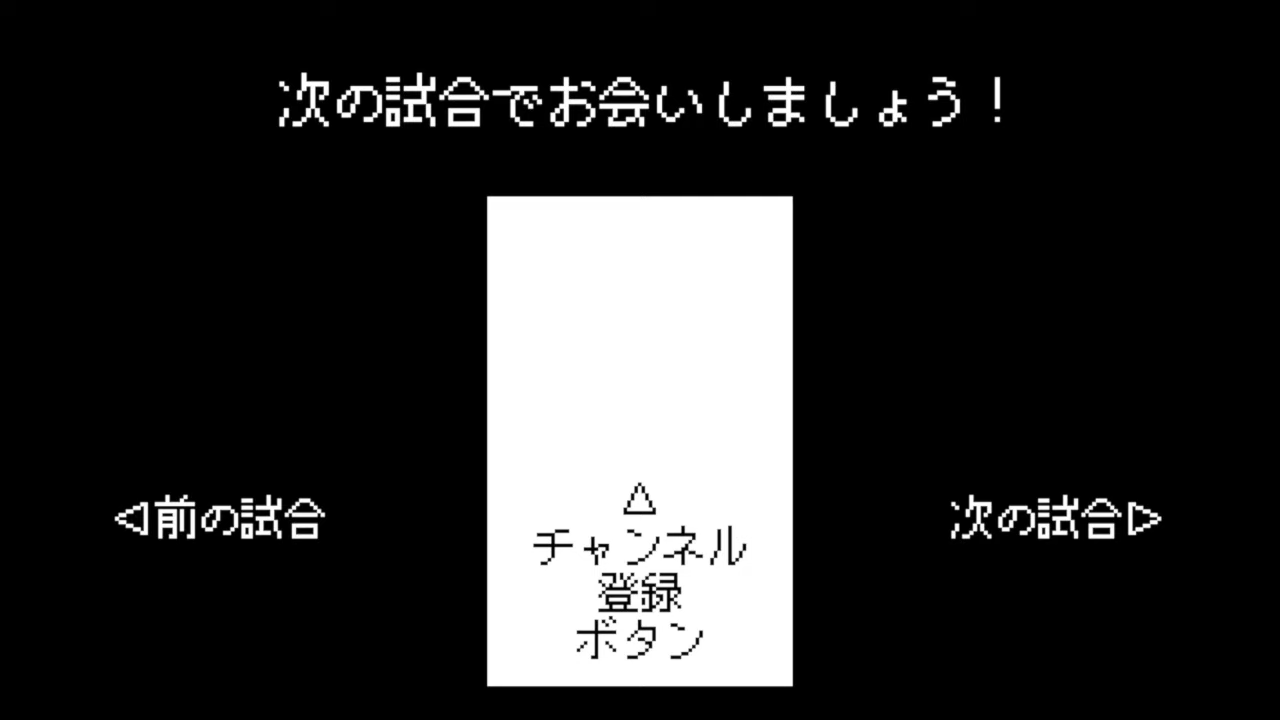 次の試合でお会いしましょう！
◁前の試合
△
チャンネル
登録
ボタン
次の試合▷